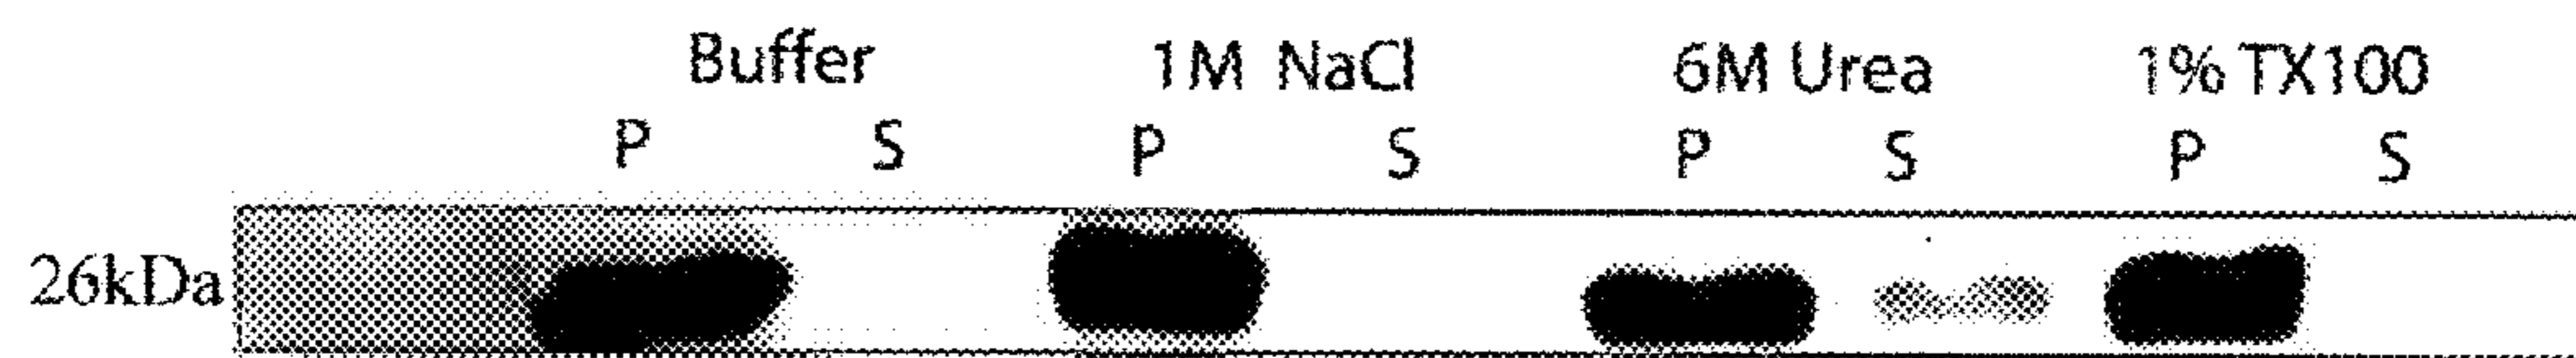 Buffer 1M NaCl 6M Urea 1% TX100
P S P S P S P S
26kDa